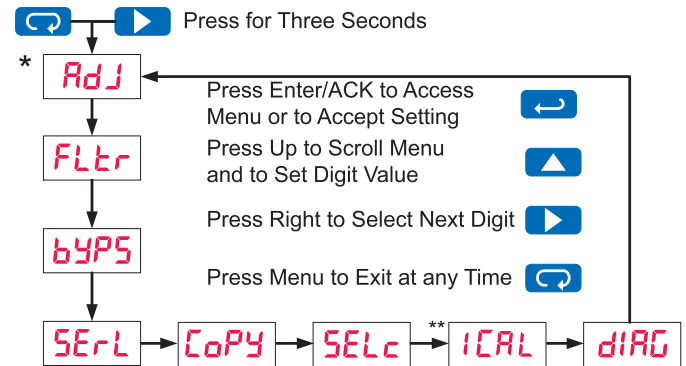 Press for Three Seconds
* AdJ
Press Enter/ACK to Access
Menu or to Accept Setting
FLtr
Press Up to Scroll Menu
and to Set Digit Value
Press Right to Select Next Digit
bYPS
Press Menu to Exit at any Time
SErL CoPY SELc ** ICAL dIAG